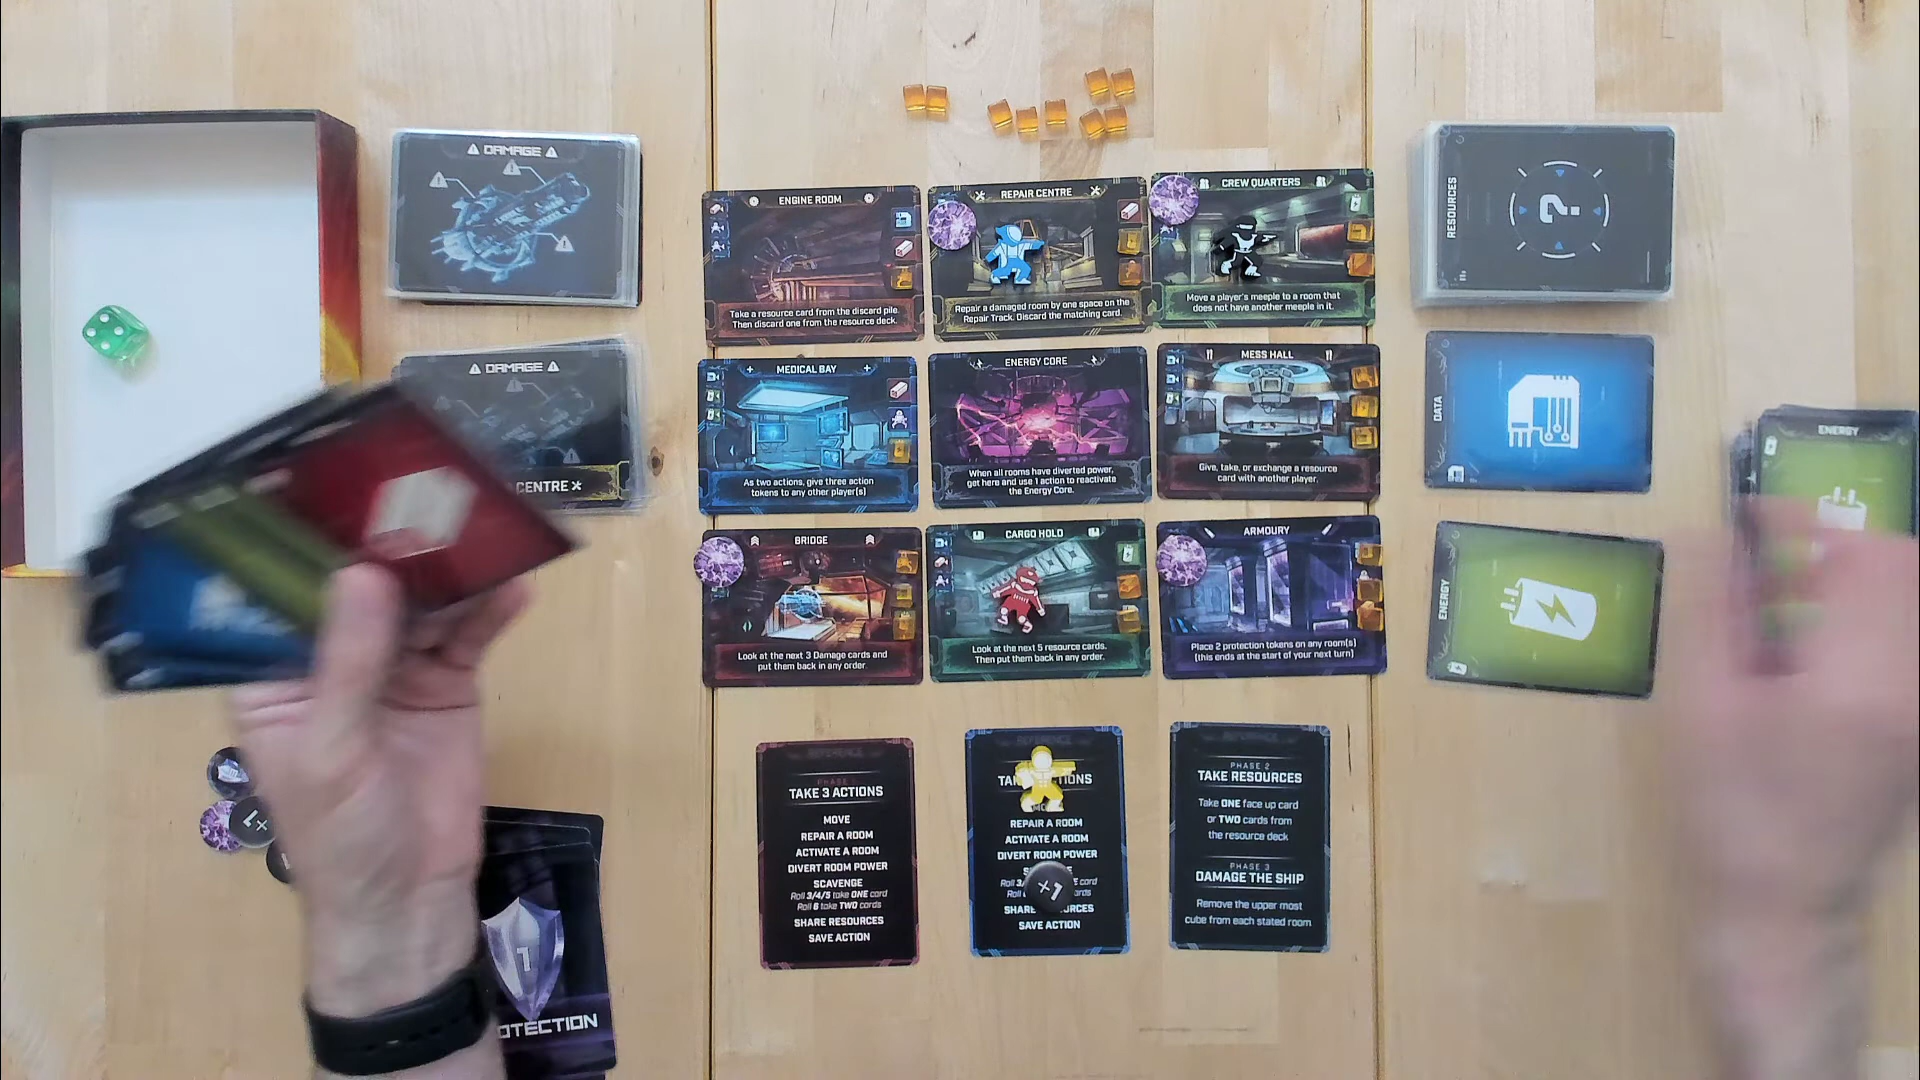 DAMAGE
DAMAGE
CENTRE
ENGINE ROOM
Take a resource card from the discard pile.
Then discard one from the resource deck.
REPAIR CENTRE
Repair a damaged room by one space on the
Repair Track. Discard the matching card.
CREW QUARTERS
Move a player's meeple to a room that
does not have another meeple in it.
MEDICAL BAY
As two actions, give three action
tokens to any other player(s)
ENERGY CORE
When all rooms have diverted power,
get here and use 1 action to reactivate
the Energy Core.
MESS HALL
Give, take, or exchange a resource
card with another player.
BRIDGE
Look at the next 3 Damage cards and
put them back in any order.
CARGO HOLD
Look at the next 5 resource cards.
Then put them back in any order.
ARMOURY
Place 2 protection tokens on any room(s)
(this ends at the start of your next turn)
RESOURCES
?
DATA
ENERGY
ENERGY
REFERENCE
PHASE
TAKE 3 ACTIONS
MOVE
REPAIR A ROOM
ACTIVATE A ROOM
DIVERT ROOM POWER
SCAVENGE
Roll 3/4/5 take ONE card
Roll 6 take TWO cards
SHARE RESOURCES
SAVE ACTION
REFERENCE
REPAIR A ROOM
ACTIVATE A ROOM
DIVERT ROOM POWER
SAVE ACTION
×1
REFERENCE
PHASE 2
TAKE RESOURCES
Take ONE face up card
or TWO cards from
the resource deck
PHASE 3
DAMAGE THE SHIP
Remove the upper most
cube from each stated room
×1
1
OTECTION